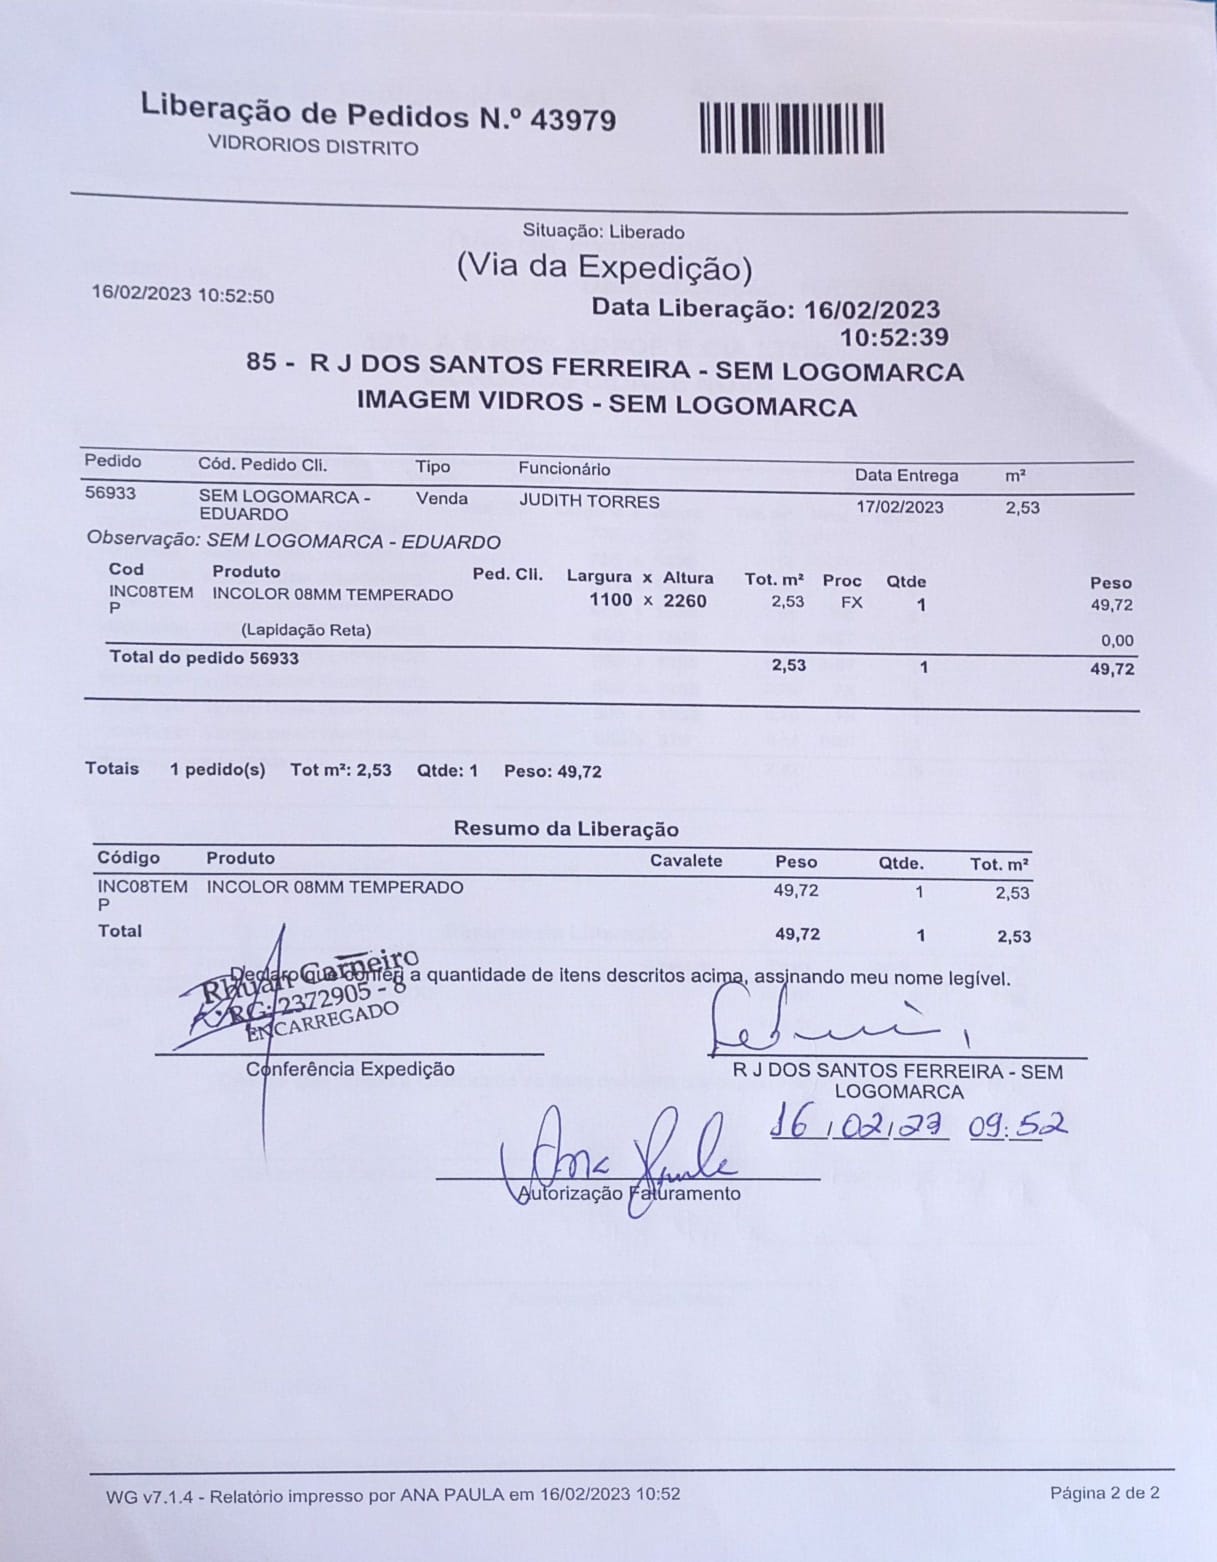 Liberação de Pedidos N.º 43979
VIDRORIOS DISTRITO
Situação: Liberado
(Via da Expedição)
16/02/2023 10:52:50
Data Liberação: 16/02/2023
10:52:39
85 - R J DOS SANTOS FERREIRA - SEM LOGOMARCA
IMAGEM VIDROS - SEM LOGOMARCA
Pedido Cód. Pedido Cli. Tipo Funcionário Data Entrega m²
56933 SEM LOGOMARCA - Venda JUDITH TORRES 17/02/2023 2,53
EDUARDO
Observação: SEM LOGOMARCA - EDUARDO
Cod Produto Ped. Cli. Largura x Altura Tot. m² Proc Qtde Peso
INC08TEM INCOLOR 08MM TEMPERADO 1100 x 2260 2,53 FX 1 49,72
P
(Lapidação Reta) 0,00
Total do pedido 56933 2,53 1 49,72
Totais 1 pedido(s) Tot m²: 2,53 Qtde: 1 Peso: 49,72
Resumo da Liberação
Código Produto Cavalete Peso Qtde. Tot. m²
INC08TEM INCOLOR 08MM TEMPERADO 49,72 1 2,53
P
Total 49,72 1 2,53
Declaro que conferi a quantidade de itens descritos acima, assinando meu nome legível.
Rhuan Carneiro
RG: 2372905 - 8
ENCARREGADO
Conferência Expedição
R J DOS SANTOS FERREIRA - SEM
LOGOMARCA
16/02/23 09:52
Ana Paula
Autorização Faturamento
WG v7.1.4 - Relatório impresso por ANA PAULA em 16/02/2023 10:52
Página 2 de 2